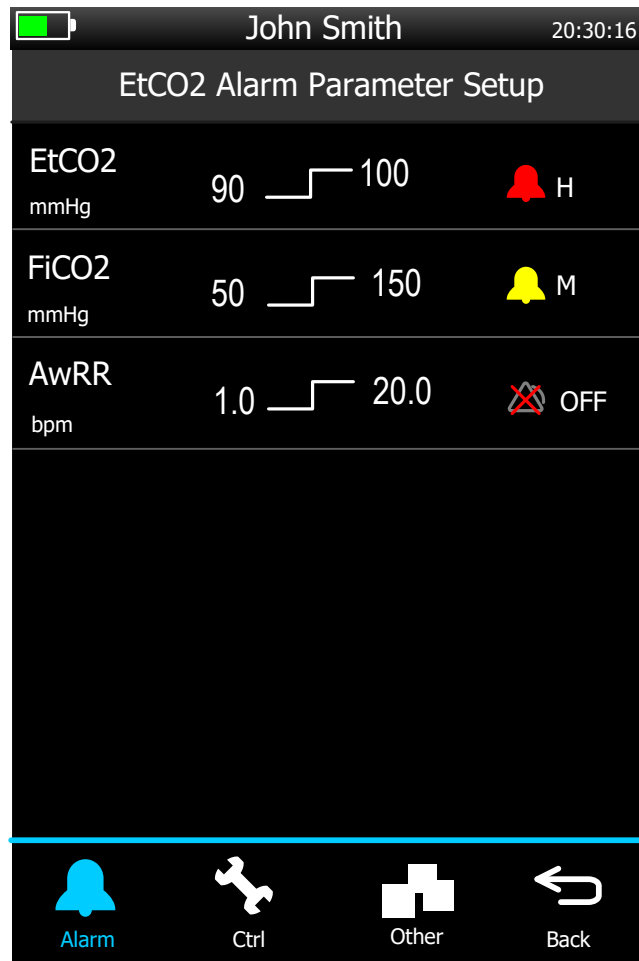 John Smith 20:30:16
EtCO2 Alarm Parameter Setup
EtCO2
mmHg
90 100 H
FiCO2
mmHg
50 150 M
AwRR
bpm
1.0 20.0 OFF
Alarm Ctrl Other Back